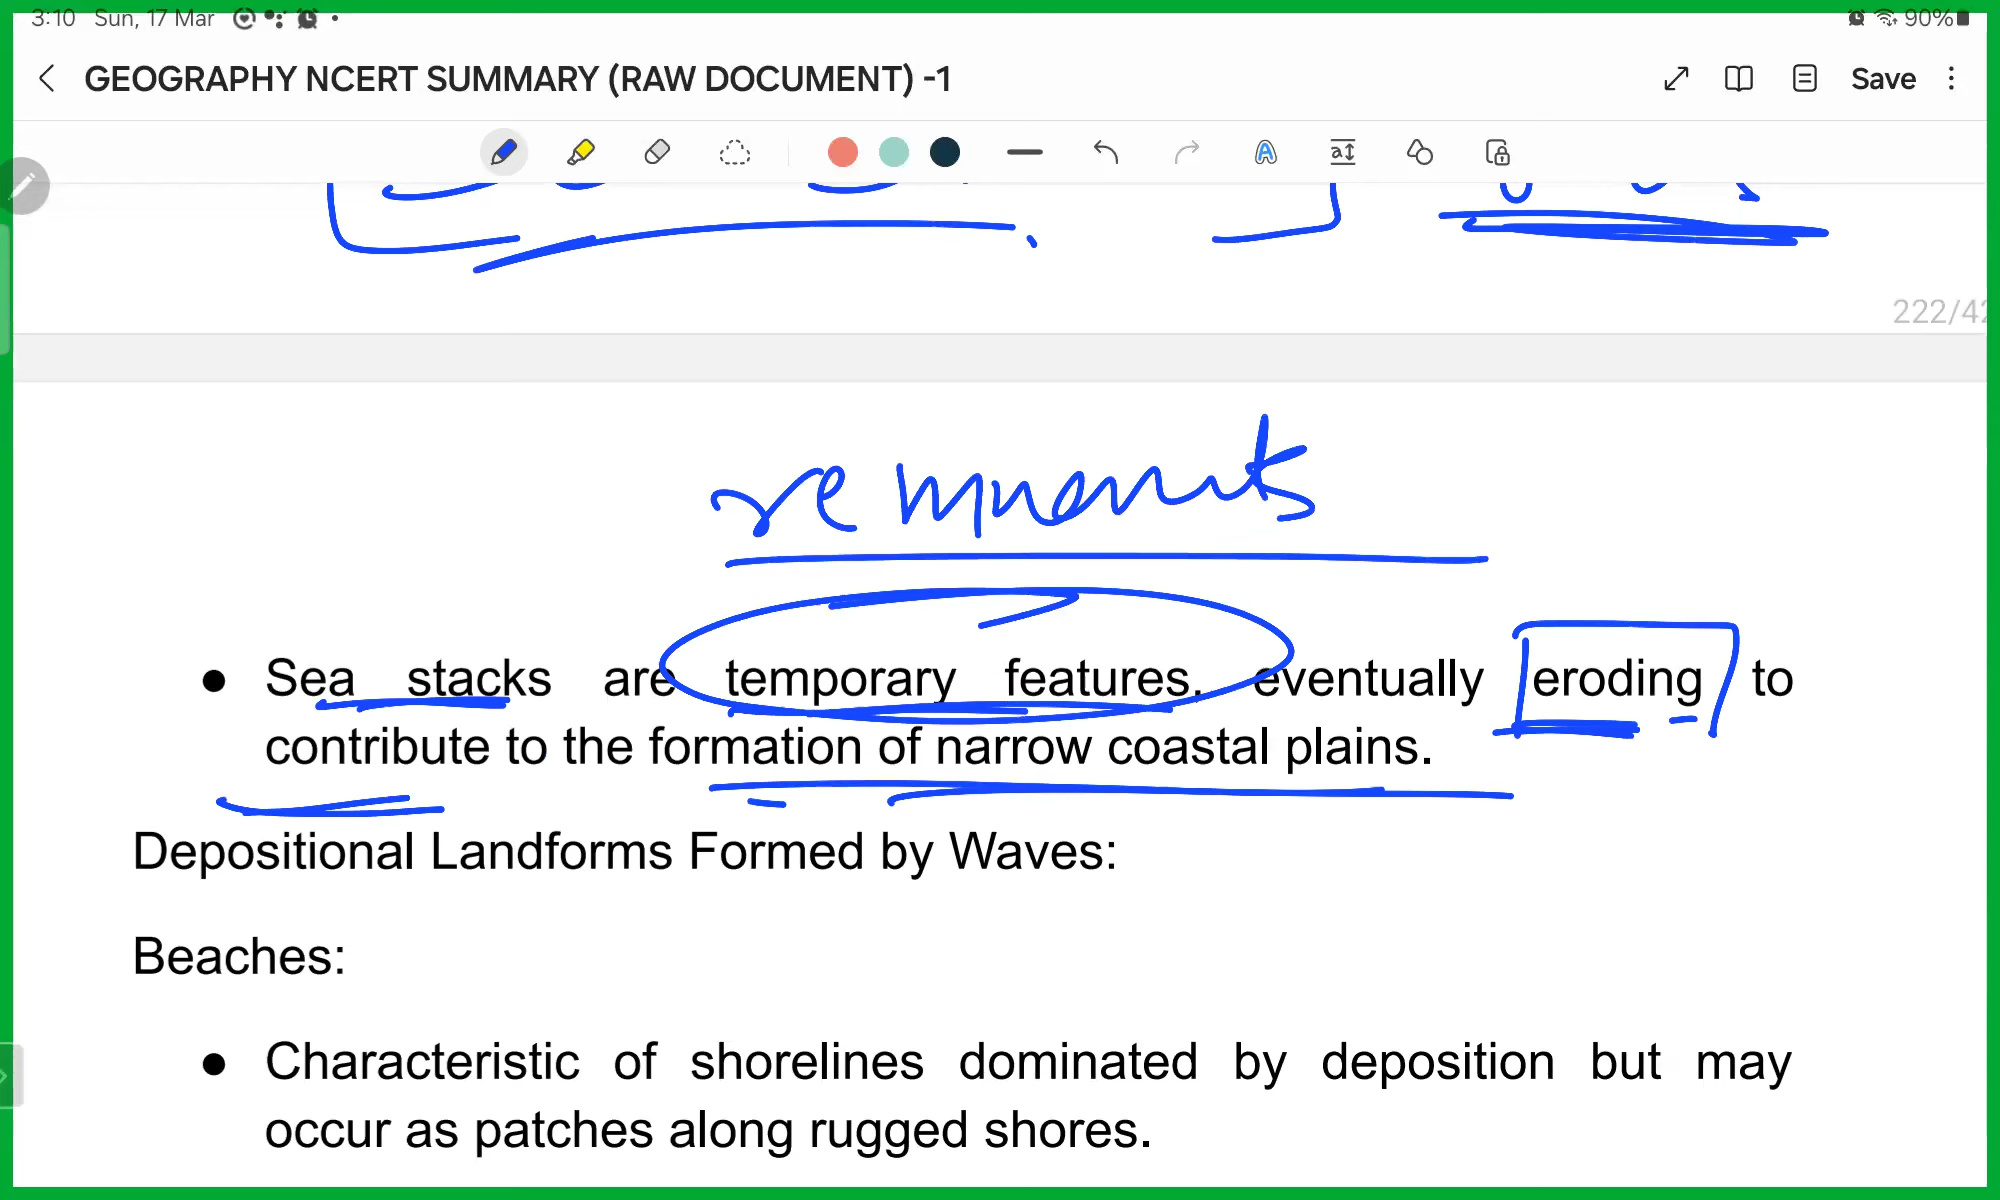 3:10 Sun, 17 Mar 90%
GEOGRAPHY NCERT SUMMARY (RAW DOCUMENT) -1 Save
222/42
remnants
● Sea stacks are temporary features, eventually eroding to
contribute to the formation of narrow coastal plains.
Depositional Landforms Formed by Waves:
Beaches:
● Characteristic of shorelines dominated by deposition but may
occur as patches along rugged shores.